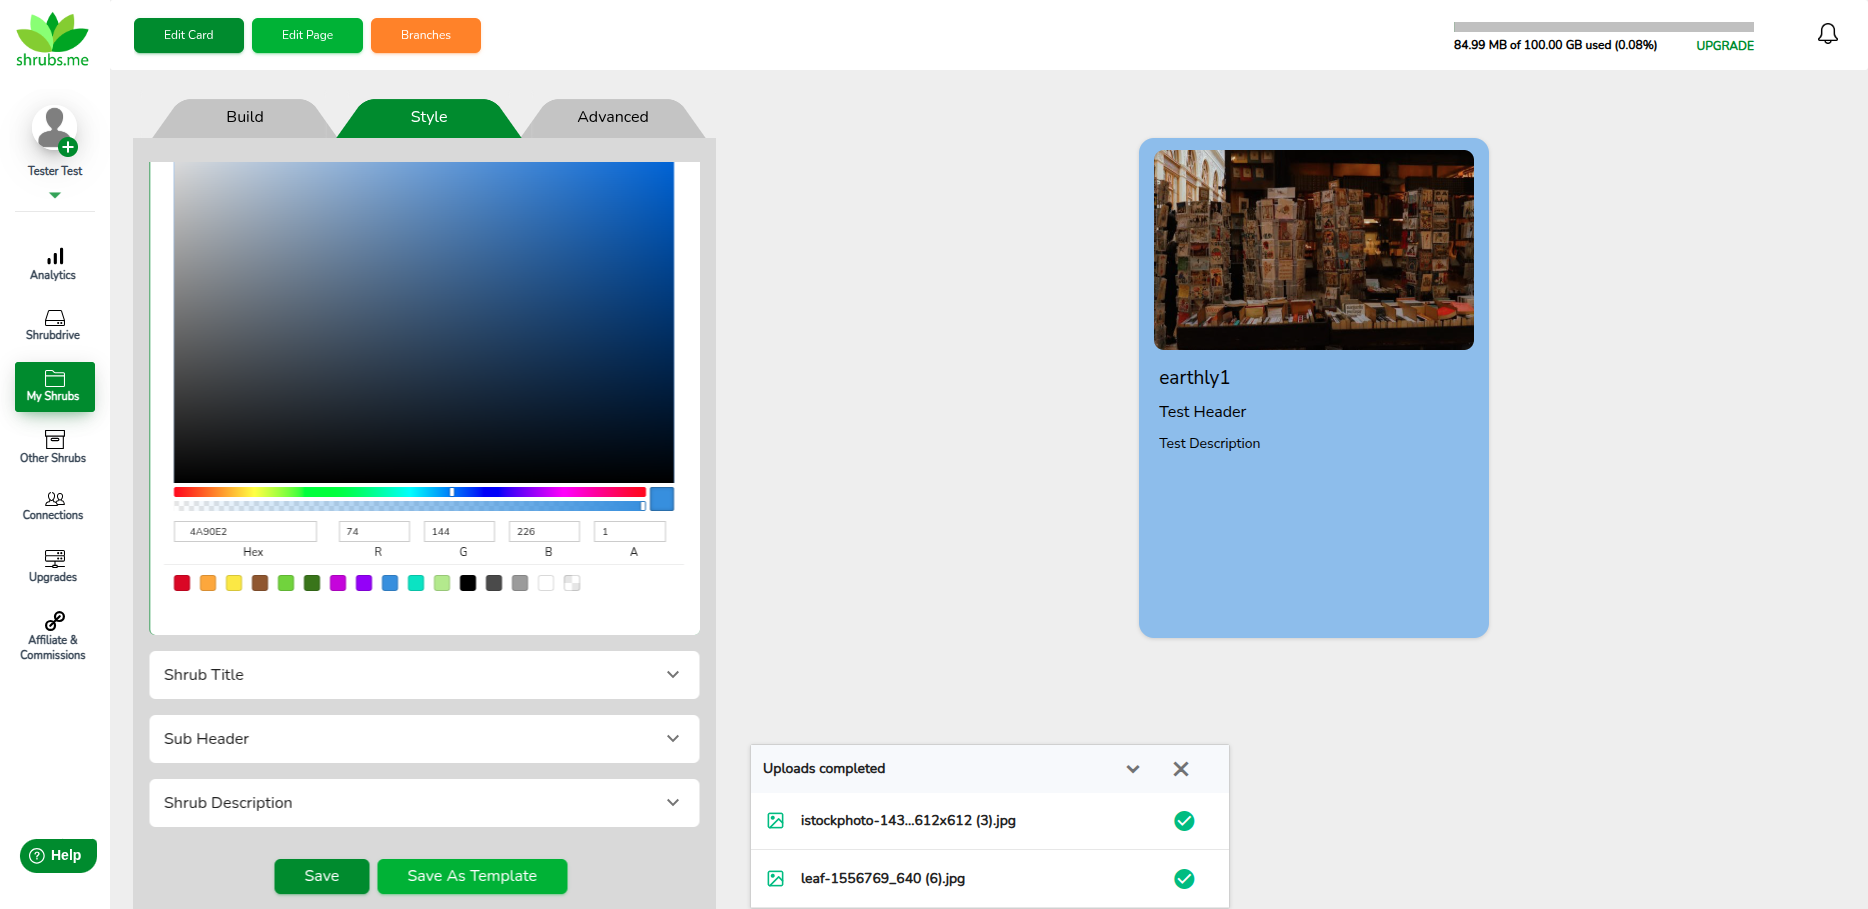 shrubs.me
Edit Card
Edit Page
Branches
84.99 MB of 100.00 GB used (0.08%)
UPGRADE
Tester Test
Analytics
Shrubdrive
My Shrubs
Other Shrubs
Connections
Upgrades
Affiliate &
Commissions
Help
Build
Style
Advanced
4A90E2
74
144
226
1
Hex
R
G
B
A
Shrub Title
Sub Header
Shrub Description
Save
Save As Template
earthly1
Test Header
Test Description
Uploads completed
istockphoto-143...612x612 (3).jpg
leaf-1556769_640 (6).jpg